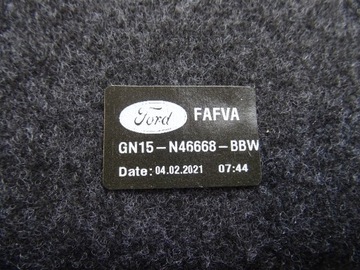 Ford FAFVA
GN15-N46668-BBW
Date: 04.02.2021 07:44